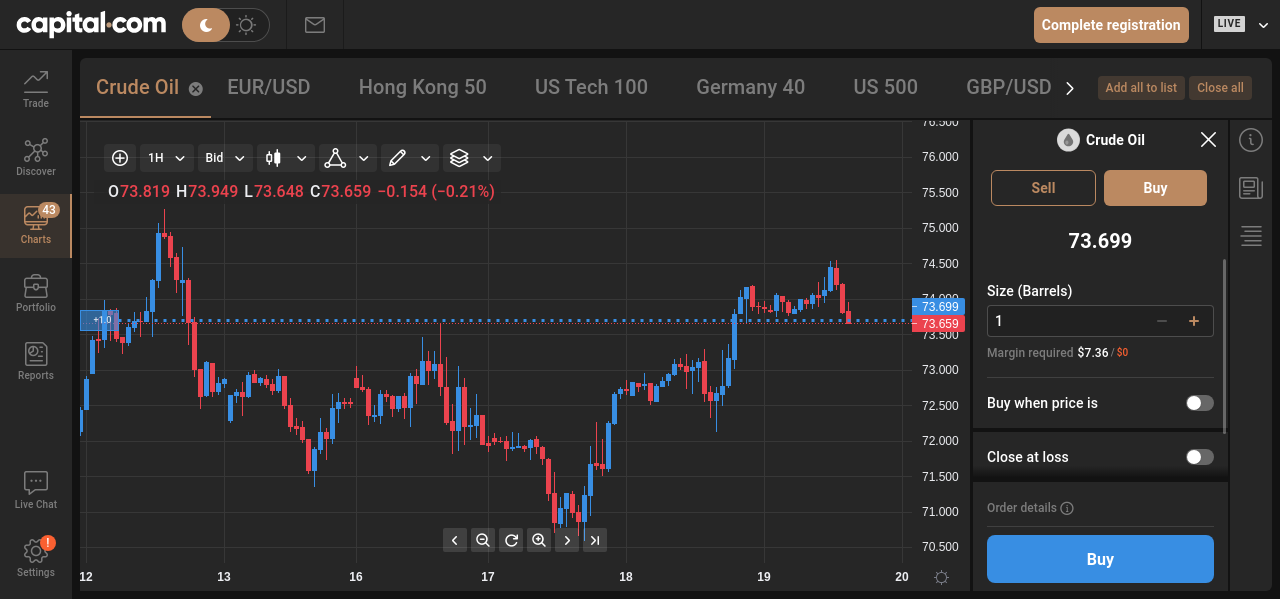 capital.com
Complete registration
LIVE
Trade
Discover
43
Charts
Portfolio
Reports
Live Chat
!
Settings
Crude Oil
EUR/USD
Hong Kong 50
US Tech 100
Germany 40
US 500
GBP/USD
Add all to list
Close all
1H
Bid
O73.819 H73.949 L73.648 C73.659 −0.154 (−0.21%)
+1.0
76.500
76.000
75.500
75.000
74.500
74.000
73.699
73.659
73.500
73.000
72.500
72.000
71.500
71.000
70.500
12
13
16
17
18
19
20
Crude Oil
Sell
Buy
73.699
Size (Barrels)
1
Margin required $7.36 / $0
Buy when price is
Close at loss
Order details
Buy